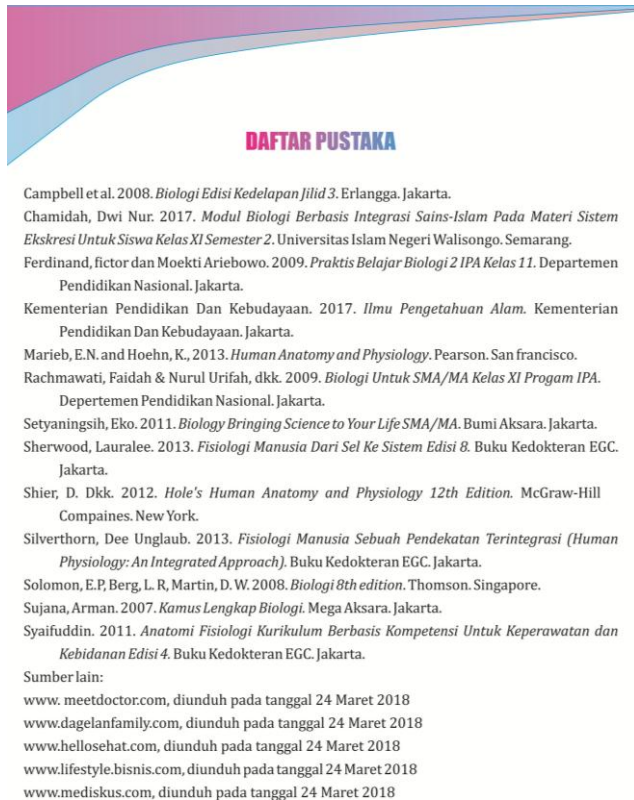 DAFTAR PUSTAKA
Campbell et al. 2008. Biologi Edisi Kedelapan Jilid 3. Erlangga. Jakarta.
Chamidah, Dwi Nur. 2017. Modul Biologi Berbasis Integrasi Sains-Islam Pada Materi Sistem
Ekskresi Untuk Siswa Kelas XI Semester 2. Universitas Islam Negeri Walisongo. Semarang.
Ferdinand, fictor dan Moekti Ariebowo. 2009. Praktis Belajar Biologi 2 IPA Kelas 11. Departemen
Pendidikan Nasional. Jakarta.
Kementerian Pendidikan Dan Kebudayaan. 2017. Ilmu Pengetahuan Alam. Kementerian
Pendidikan Dan Kebudayaan. Jakarta.
Marieb, E.N. and Hoehn, K., 2013. Human Anatomy and Physiology. Pearson. San francisco.
Rachmawati, Faidah & Nurul Urifah, dkk. 2009. Biologi Untuk SMA/MA Kelas XI Progam IPA.
Depertemen Pendidikan Nasional. Jakarta.
Setyaningsih, Eko. 2011. Biology Bringing Science to Your Life SMA/MA. Bumi Aksara. Jakarta.
Sherwood, Lauralee. 2013. Fisiologi Manusia Dari Sel Ke Sistem Edisi 8. Buku Kedokteran EGC.
Jakarta.
Shier, D. Dkk. 2012. Hole's Human Anatomy and Physiology 12th Edition. McGraw-Hill
Compaines. New York.
Silverthorn, Dee Unglaub. 2013. Fisiologi Manusia Sebuah Pendekatan Terintegrasi (Human
Physiology: An Integrated Approach). Buku Kedokteran EGC. Jakarta.
Solomon, E.P, Berg, L. R, Martin, D. W. 2008. Biologi 8th edition. Thomson. Singapore.
Sujana, Arman. 2007. Kamus Lengkap Biologi. Mega Aksara. Jakarta.
Syaifuddin. 2011. Anatomi Fisiologi Kurikulum Berbasis Kompetensi Untuk Keperawatan dan
Kebidanan Edisi 4. Buku Kedokteran EGC. Jakarta.
Sumber lain:
www. meetdoctor.com, diunduh pada tanggal 24 Maret 2018
www.dagelanfamily.com, diunduh pada tanggal 24 Maret 2018
www.hellosehat.com, diunduh pada tanggal 24 Maret 2018
www.lifestyle.bisnis.com, diunduh pada tanggal 24 Maret 2018
www.mediskus.com, diunduh pada tanggal 24 Maret 2018